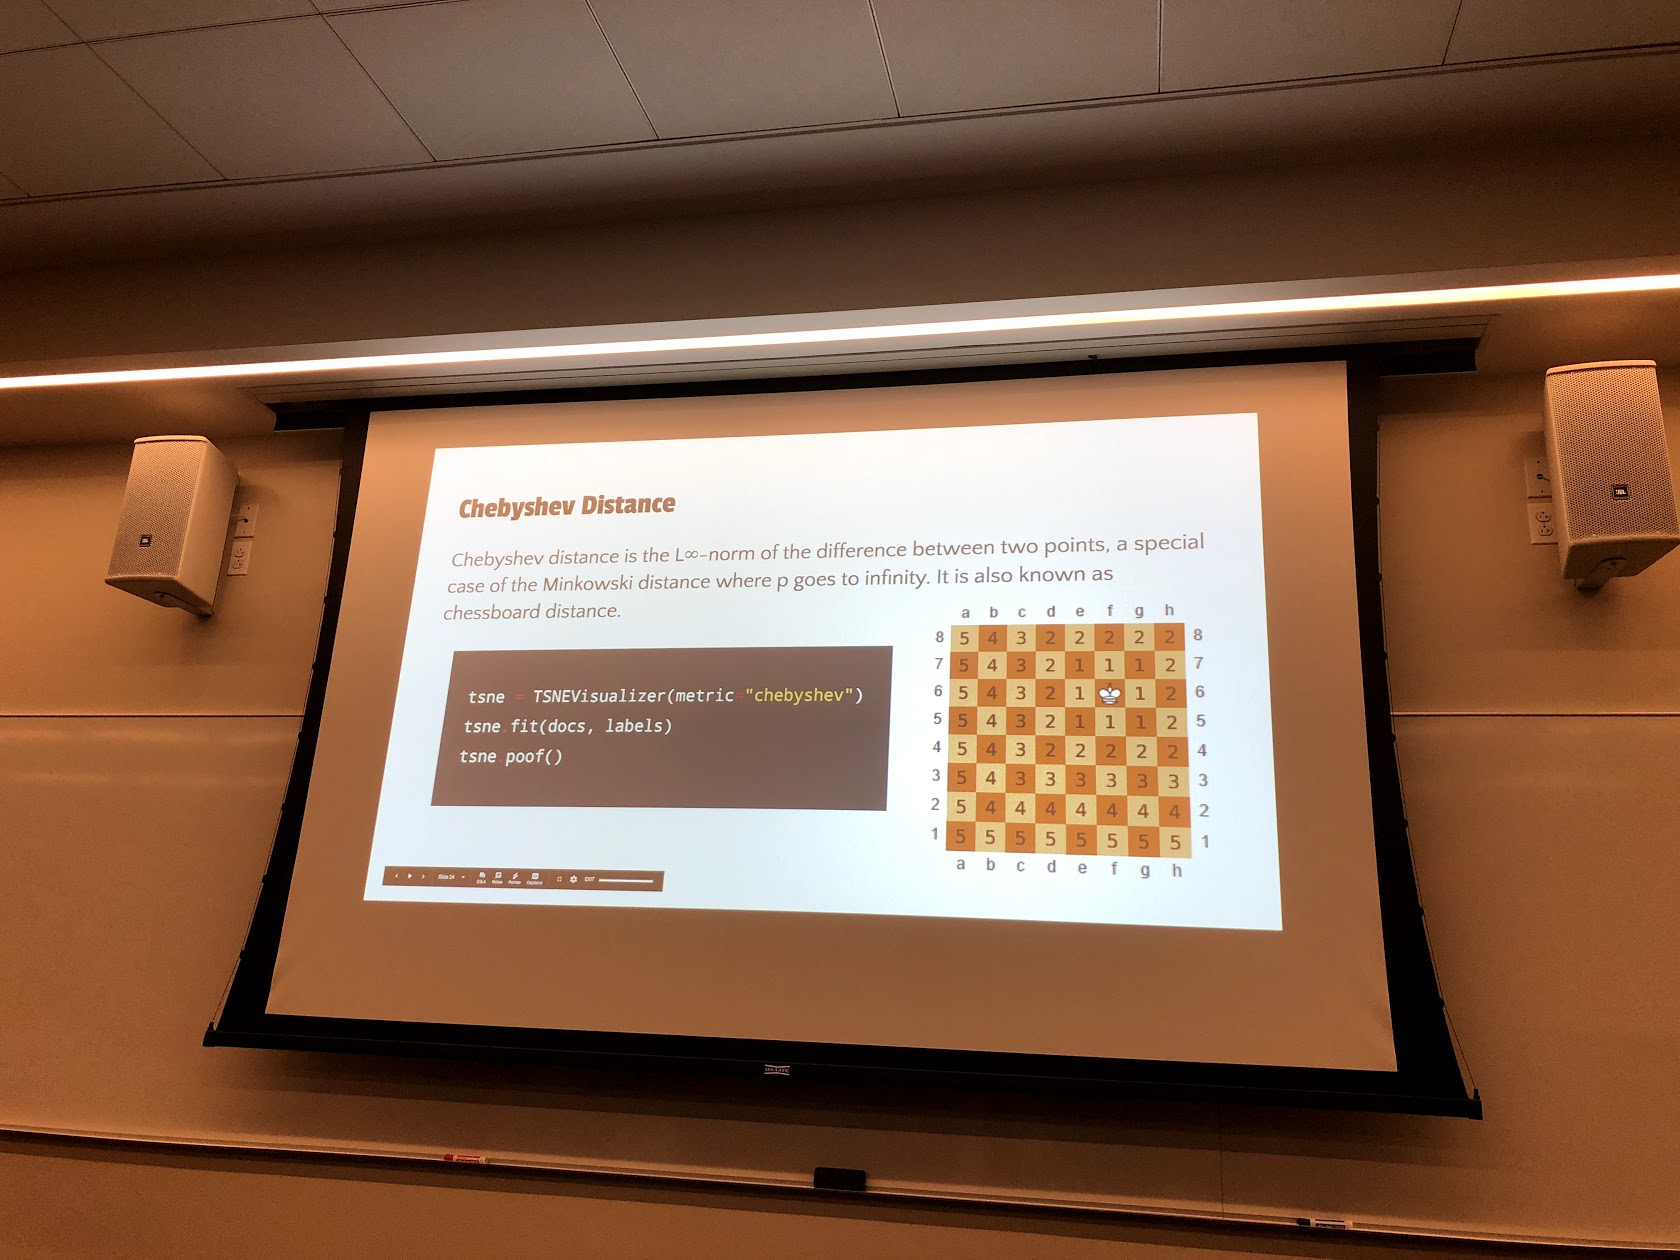 Chebyshev Distance
Chebyshev distance is the L∞-norm of the difference between two points, a special
case of the Minkowski distance where p goes to infinity. It is also known as
chessboard distance.
tsne = TSNEVisualizer(metric="chebyshev")
tsne fit(docs, labels)
tsne poof()
a b c d e f g h
8 5 4 3 2 2 2 2 2 8
7 5 4 3 2 1 1 1 2 7
6 5 4 3 2 1 1 2 6
5 5 4 3 2 1 1 1 2 5
4 5 4 3 2 2 2 2 2 4
3 5 4 3 3 3 3 3 3 3
2 5 4 4 4 4 4 4 4 2
1 5 5 5 5 5 5 5 5 1
a b c d e f g h
Slide 24 Q&A Notes Pointer Captions EXIT
JBL
JBL
DA-LITE